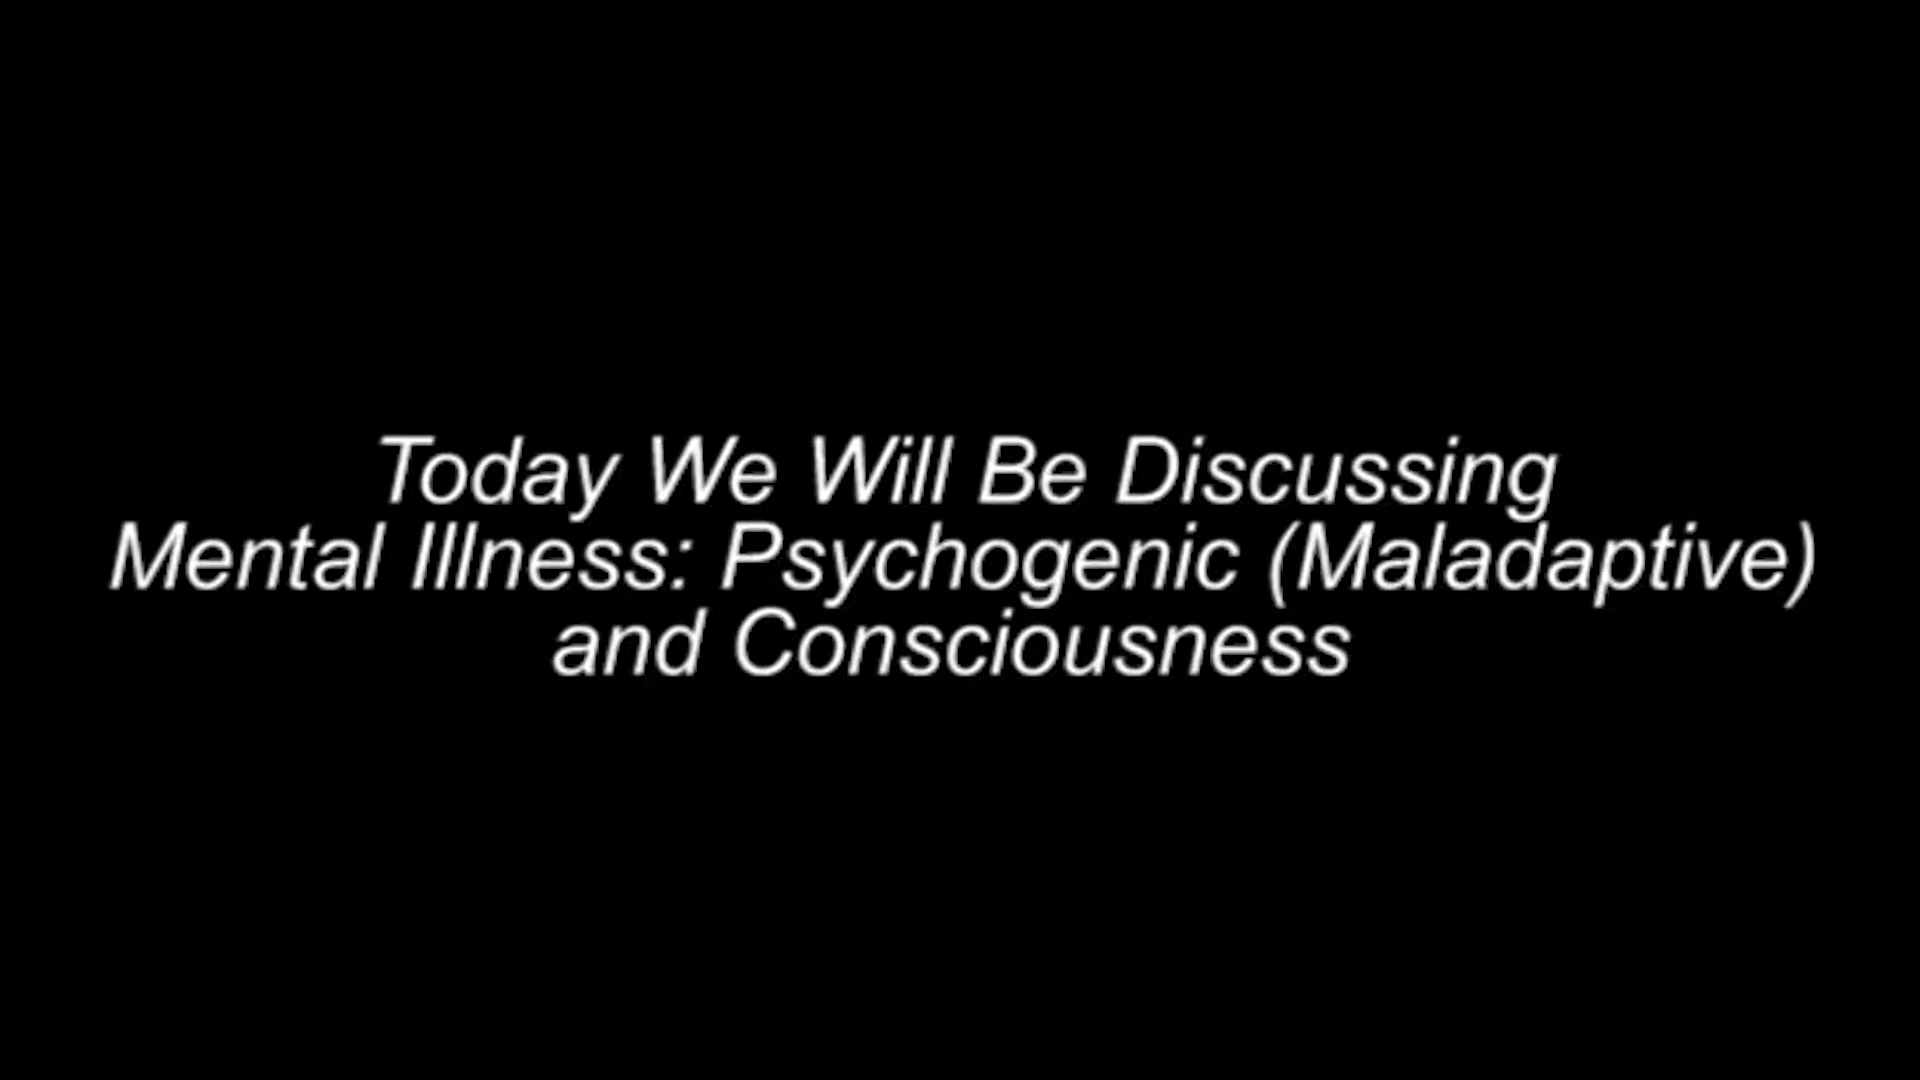 Today We Will Be Discussing
Mental Illness: Psychogenic (Maladaptive)
and Consciousness